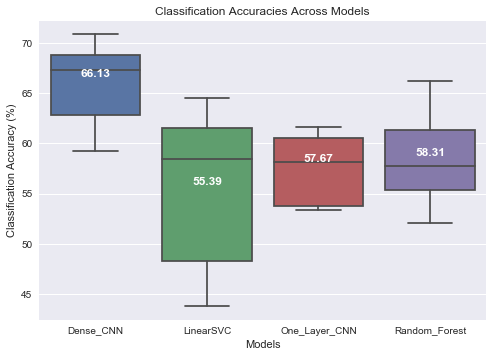 Classification Accuracies Across Models
Classification Accuracy (%)
70
65
60
55
50
45
66.13
55.39
57.67
58.31
Dense_CNN
LinearSVC
One_Layer_CNN
Random_Forest
Models